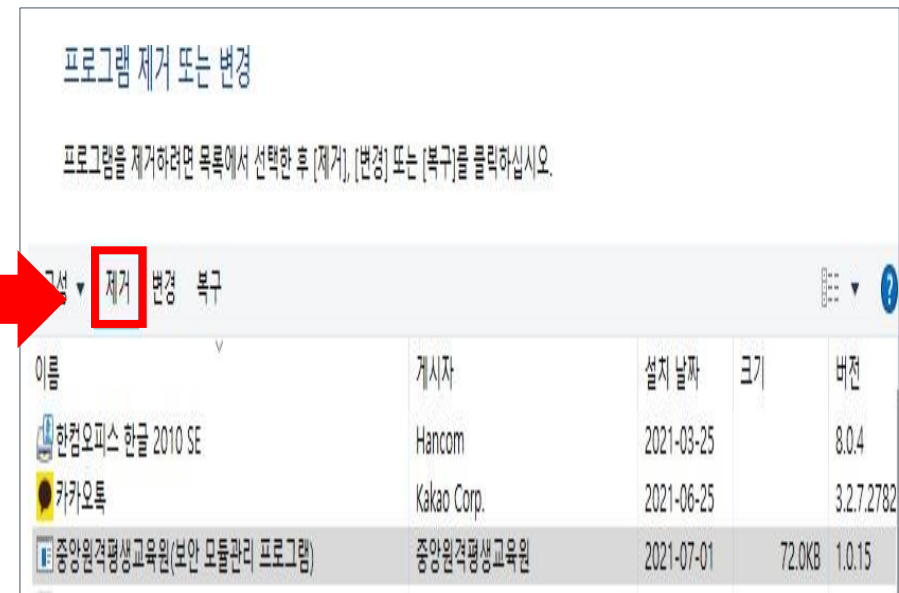 프로그램 제거 또는 변경
프로그램을 제거하려면 목록에서 선택한 후 [제거], [변경] 또는 [복구]를 클릭하십시오.
제거 변경 복구 ?
이름 게시자 설치 날짜 크기 버전
한컴오피스 한글 2010 SE Hancom 2021-03-25 8.0.4
카카오톡 Kakao Corp. 2021-06-25 3.2.7.2782
중앙원격평생교육원(보안 모듈관리 프로그램) 중앙원격평생교육원 2021-07-01 72.0KB 1.0.15